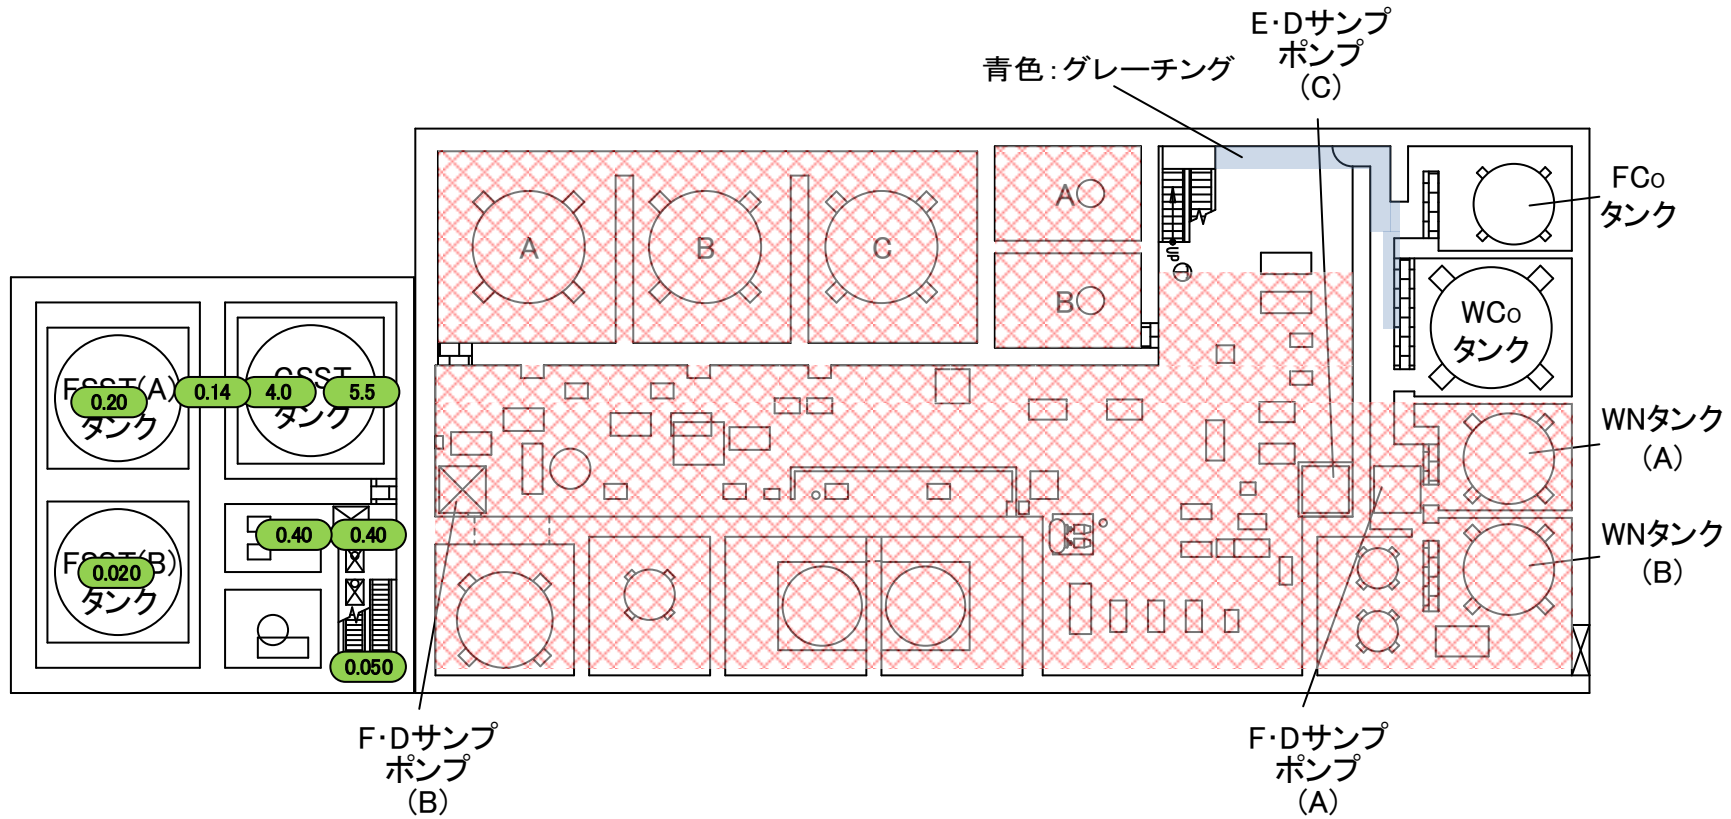 E・Dサンプ
ポンプ
(C)
青色：グレーチング
A
B
C
A
B
UP
FCo
タンク
WCo
タンク
WNタンク
(A)
WNタンク
(B)
FSST(A)
タンク
0.20
0.14
4.0
5.5
CSST
タンク
0.40
0.40
FSST(B)
タンク
0.020
0.050
F・Dサンプ
ポンプ
(B)
F・Dサンプ
ポンプ
(A)